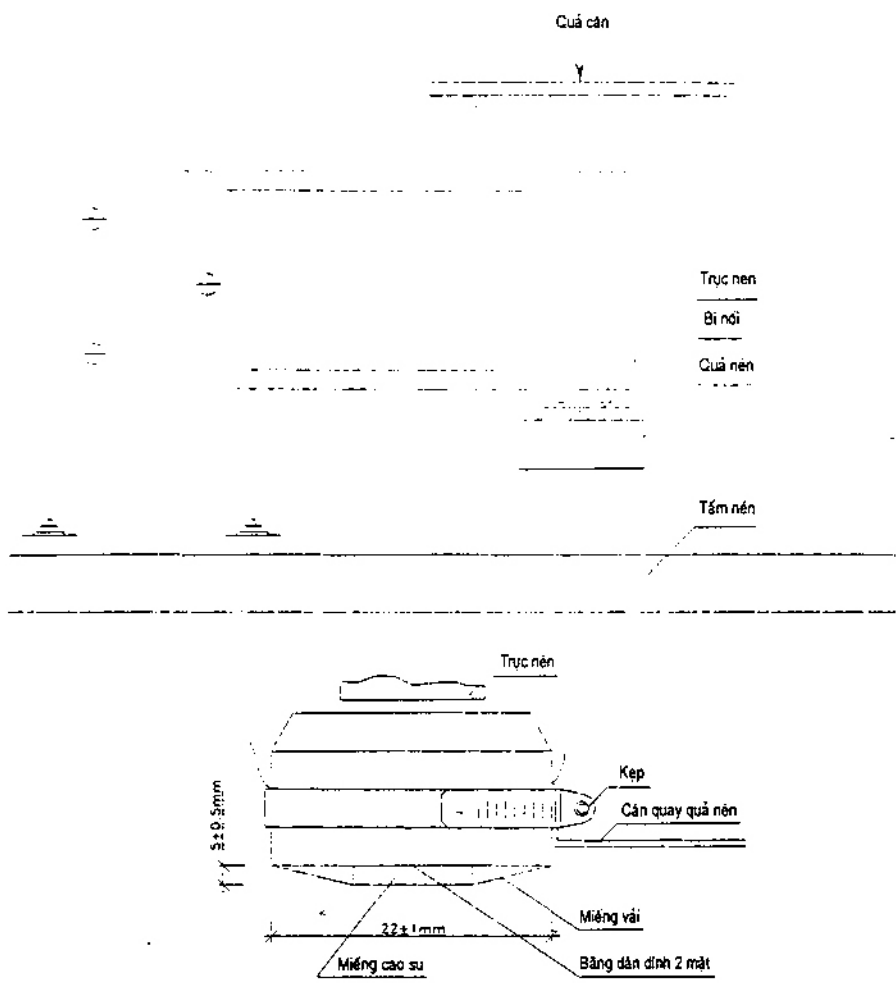 Quả cân
Trục nen
Bi nối
Quả nén
Tấm nén
Trục nén
Kẹp
Cán quay quả nén
5±0.5mm
Miếng vải
22±1mm
Miếng cao su
Băng dán dính 2 mặt